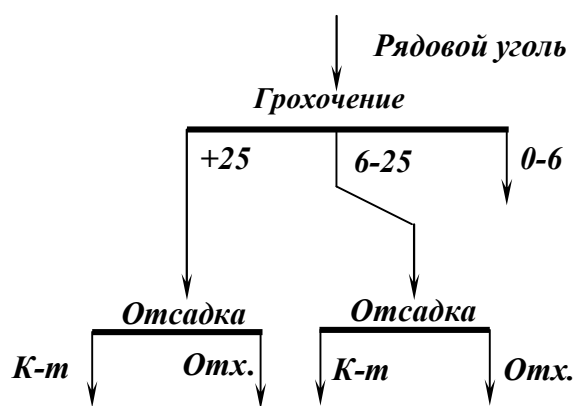 Рядовой уголь
Грохочение
+25
6-25
0-6
Отсадка
Отсадка
К-т
Отх.
К-т
Отх.